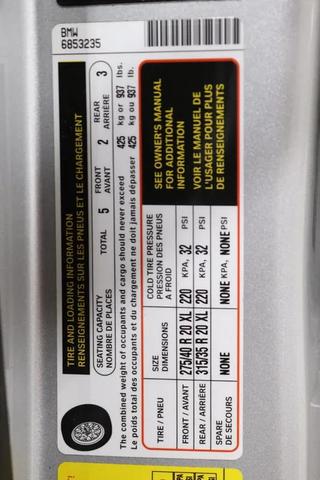 BMW
6853235
TIRE AND LOADING INFORMATION
RENSEIGNEMENTS SUR LES PNEUS ET LE CHARGEMENT
SEATING CAPACITY
NOMBRE DE PLACES
TOTAL 5 FRONT AVANT 2 REAR ARRIÈRE 3
The combined weight of occupants and cargo should never exceed 425 kg or 937 lbs.
Le poids total des occupants et du chargement ne doit jamais dépasser 425 kg ou 937 lb.
TIRE / PNEU SIZE DIMENSIONS COLD TIRE PRESSURE PRESSION DES PNEUS A FROID
FRONT / AVANT 275/40 R 20 XL 220 KPA, 32 PSI
REAR / ARRIÈRE 315/35 R 20 XL 220 KPA, 32 PSI
SPARE DE SECOURS NONE NONE KPA, NONE PSI
SEE OWNER'S MANUAL
FOR ADDITIONAL
INFORMATION
VOIR LE MANUEL DE
L'USAGER POUR PLUS
DE RENSEIGNEMENTS